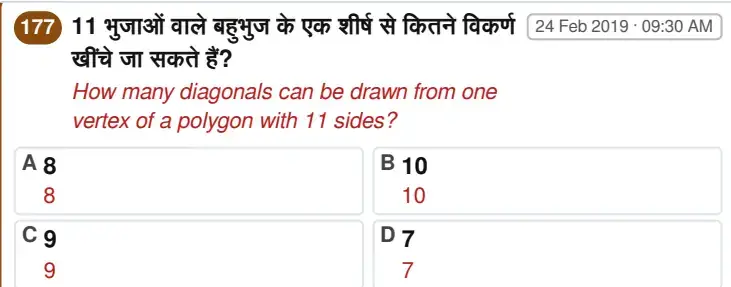 177 11 भुजाओं वाले बहुभुज के एक शीर्ष से कितने विकर्ण 24 Feb 2019 · 09:30 AM
खींचे जा सकते हैं?
How many diagonals can be drawn from one
vertex of a polygon with 11 sides?
A 8 B 10
8 10
C 9 D 7
9 7